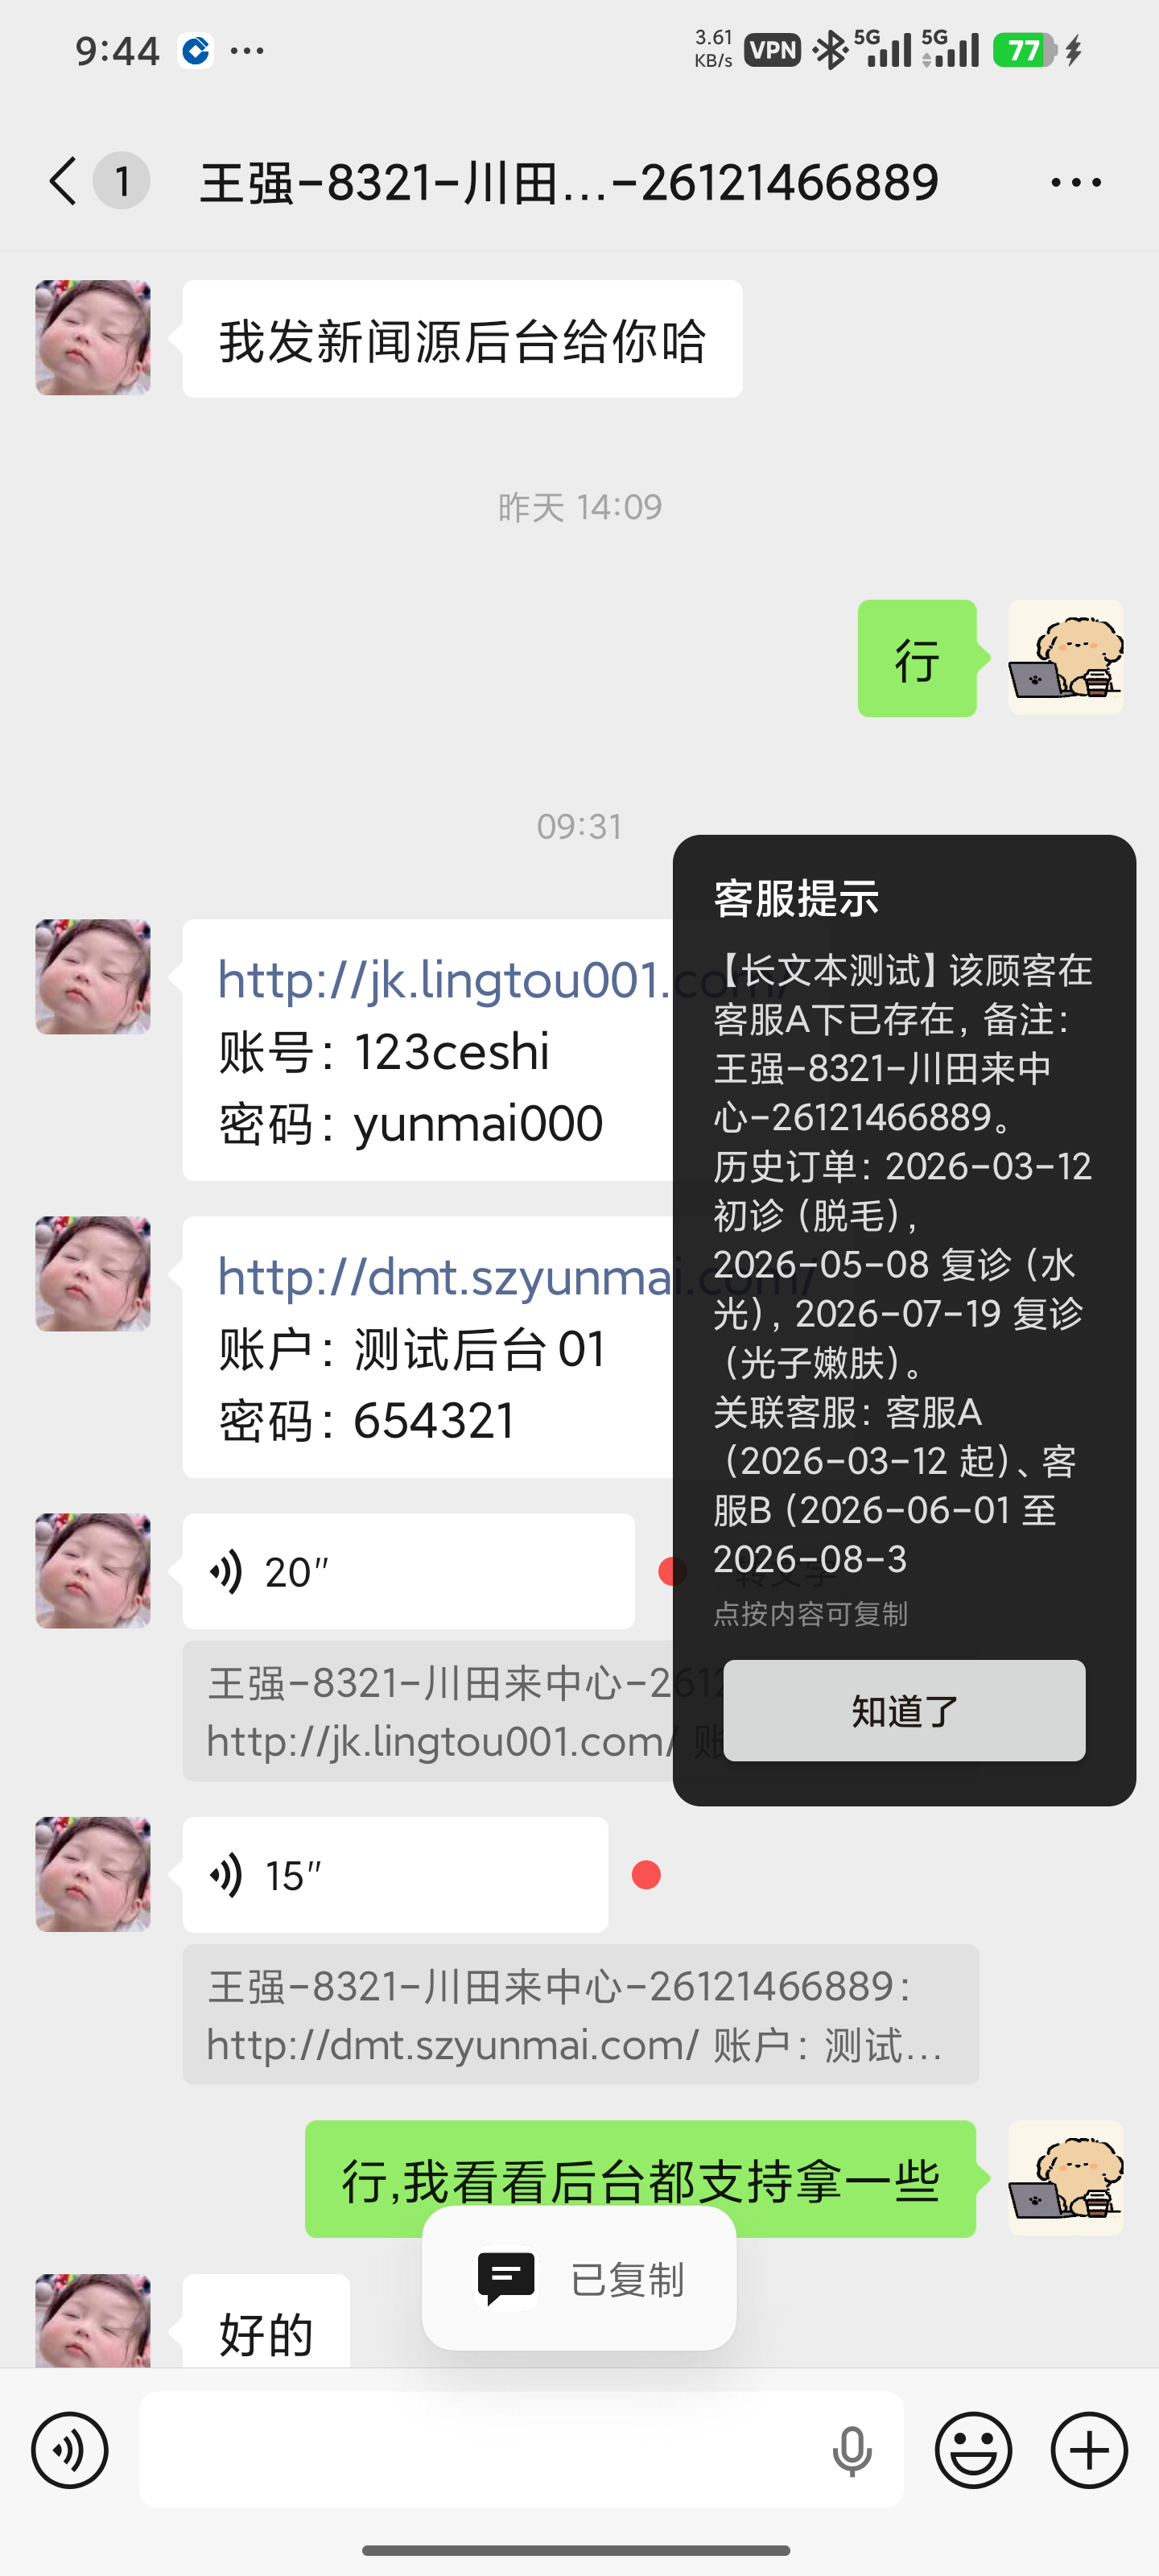 9:44 ... 3.61 KB/s VPN 5G 5G 77
1 王强-8321-川田...-26121466889
我发新闻源后台给你哈
昨天 14:09
行
09:31
http://jk.lingtou001.com/
账号：123ceshi
密码：yunmai000
http://dmt.szyunmai.com/
账户：测试后台01
密码：654321
20"
转文字
王强-8321-川田来中心-2612
http://jk.lingtou001.com/ 账
15"
王强-8321-川田来中心-26121466889：
http://dmt.szyunmai.com/ 账户：测试...
行,我看看后台都支持拿一些
好的
客服提示
【长文本测试】该顾客在
客服A下已存在，备注：
王强-8321-川田来中
心-26121466889。
历史订单：2026-03-12
初诊（脱毛），
2026-05-08 复诊（水
光），2026-07-19 复诊
（光子嫩肤）。
关联客服：客服A
（2026-03-12 起）、客
服B（2026-06-01 至
2026-08-3
点按内容可复制
知道了
已复制